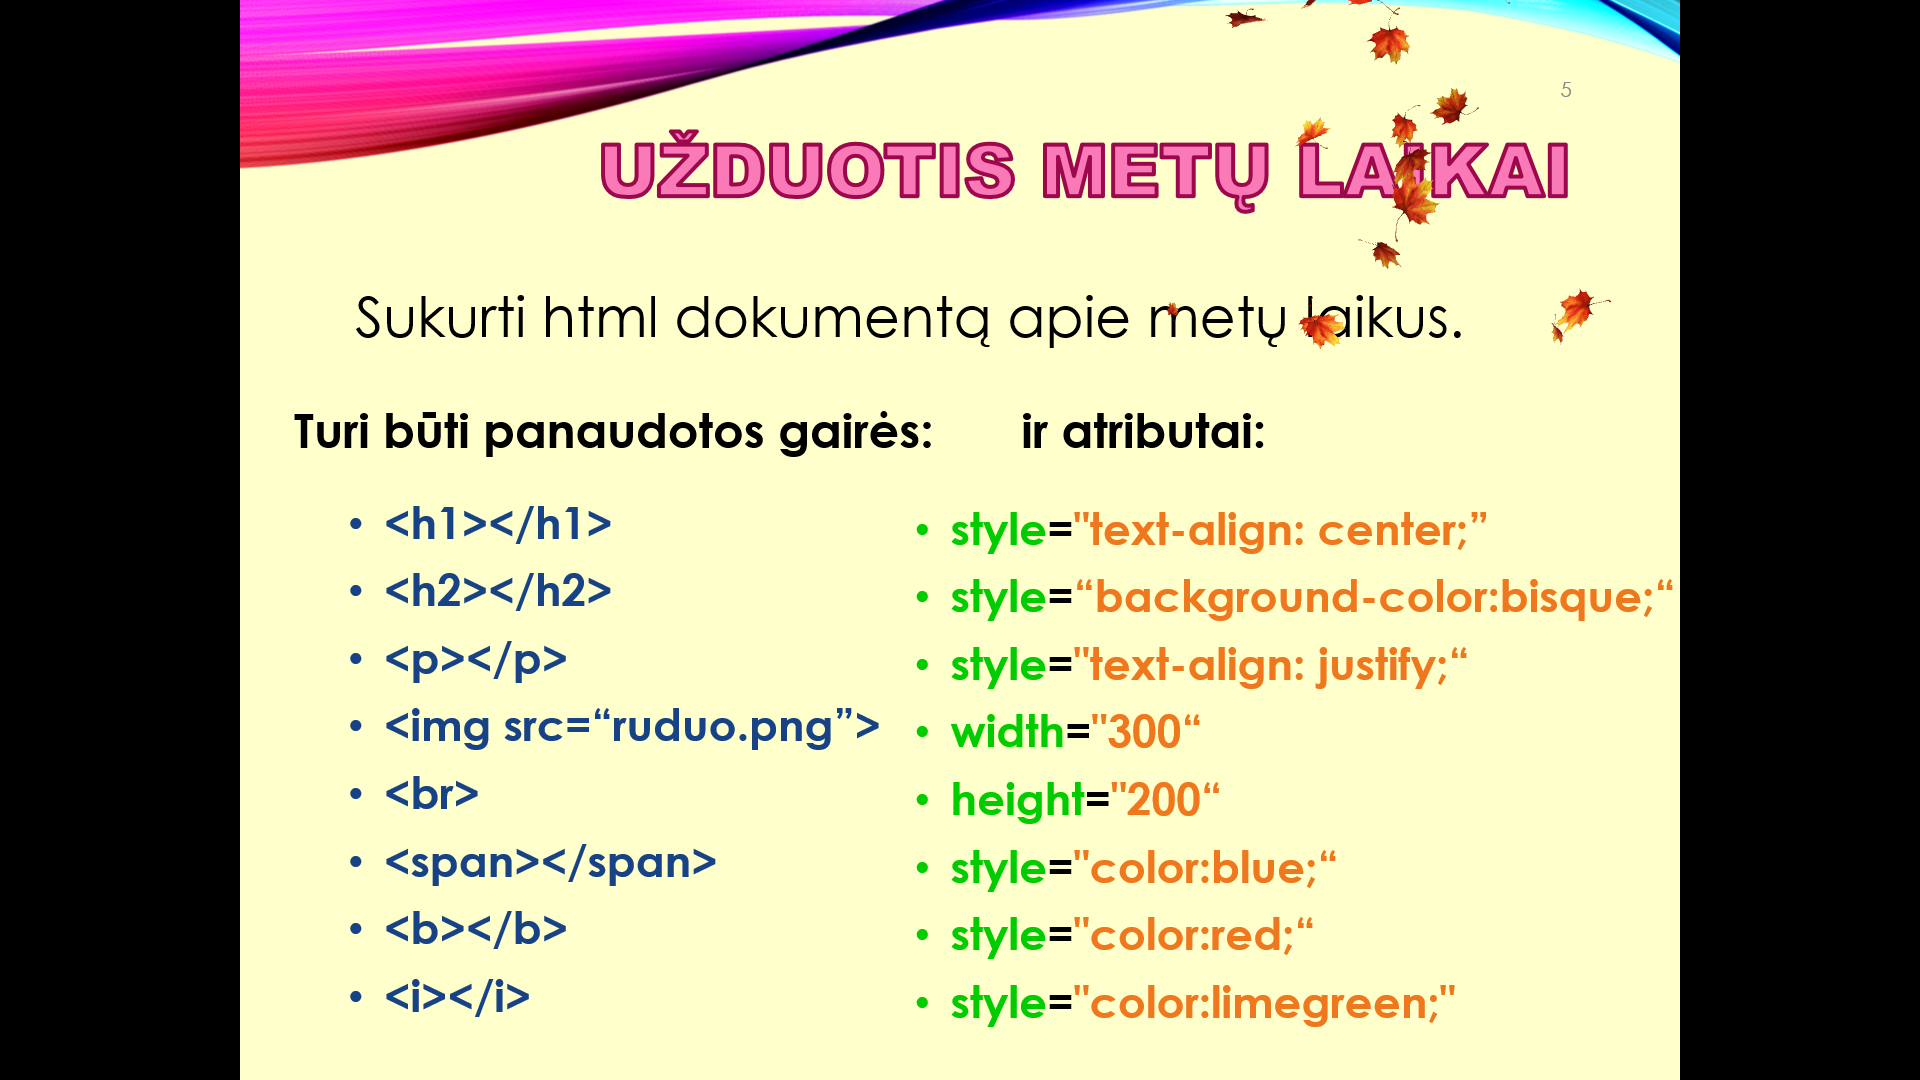 5
UŽDUOTIS METŲ LAIKAI
Sukurti html dokumentą apie metų laikus.
Turi būti panaudotos gairės:
• <h1></h1>
• <h2></h2>
• <p></p>
• <img src=“ruduo.png”>
• <br>
• <span></span>
• <b></b>
• <i></i>
ir atributai:
• style="text-align: center;”
• style=“background-color:bisque;“
• style="text-align: justify;“
• width="300“
• height="200“
• style="color:blue;“
• style="color:red;“
• style="color:limegreen;"